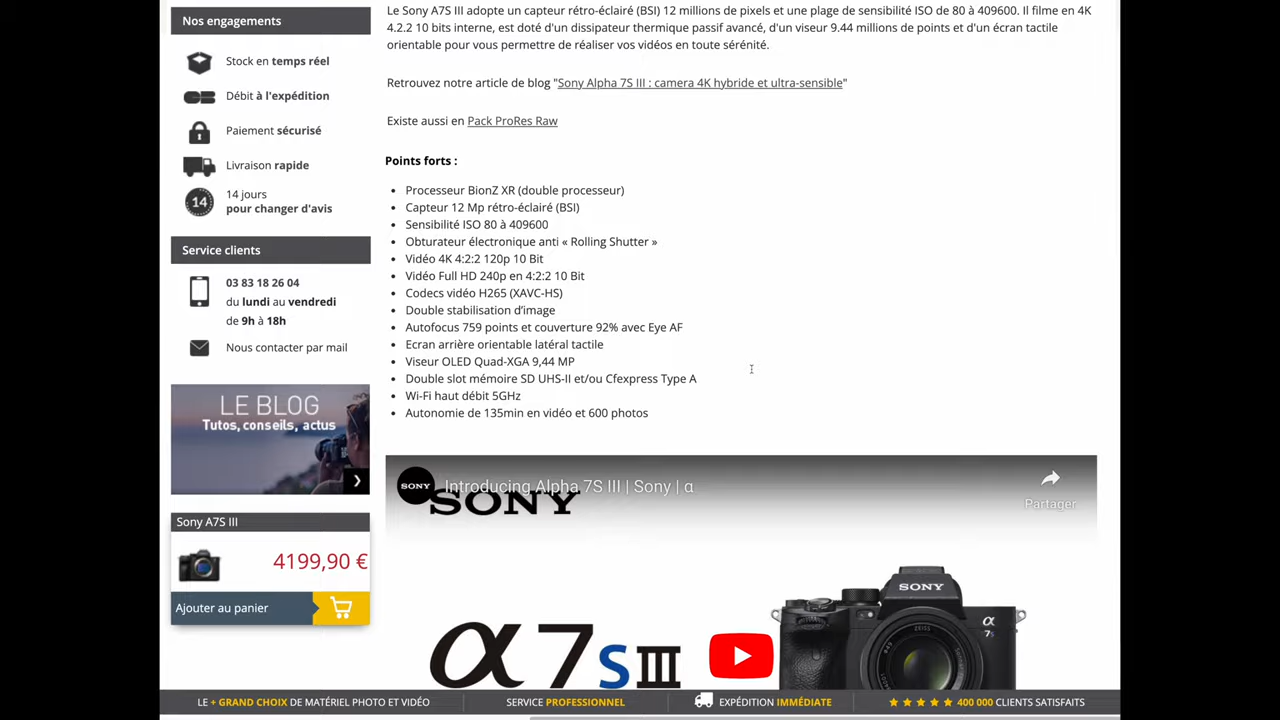 Nos engagements
Stock en temps réel
Débit à l'expédition
Paiement sécurisé
Livraison rapide
14
14 jours
pour changer d'avis
Service clients
03 83 18 26 04
du lundi au vendredi
de 9h à 18h
Nous contacter par mail
LE BLOG
Tutos, conseils, actus
Sony A7S III
4199,90 €
Ajouter au panier
Le Sony A7S III adopte un capteur rétro-éclairé (BSI) 12 millions de pixels et une plage de sensibilité ISO de 80 à 409600. Il filme en 4K
4.2.2 10 bits interne, est doté d'un dissipateur thermique passif avancé, d'un viseur 9.44 millions de points et d'un écran tactile
orientable pour vous permettre de réaliser vos vidéos en toute sérénité.
Retrouvez notre article de blog "Sony Alpha 7S III : camera 4K hybride et ultra-sensible"
Existe aussi en Pack ProRes Raw
Points forts :
• Processeur BionZ XR (double processeur)
• Capteur 12 Mp rétro-éclairé (BSI)
• Sensibilité ISO 80 à 409600
• Obturateur électronique anti « Rolling Shutter »
• Vidéo 4K 4:2:2 120p 10 Bit
• Vidéo Full HD 240p en 4:2:2 10 Bit
• Codecs vidéo H265 (XAVC-HS)
• Double stabilisation d'image
• Autofocus 759 points et couverture 92% avec Eye AF
• Ecran arrière orientable latéral tactile
• Viseur OLED Quad-XGA 9,44 MP
• Double slot mémoire SD UHS-II et/ou Cfexpress Type A
• Wi-Fi haut débit 5GHz
• Autonomie de 135min en vidéo et 600 photos
SONY
Introducing Alpha 7S III | Sony | α
SONY
Partager
α7SIII
SONY
α
7s
ZEISS
LE + GRAND CHOIX DE MATÉRIEL PHOTO ET VIDÉO
SERVICE PROFESSIONNEL
EXPÉDITION IMMÉDIATE
400 000 CLIENTS SATISFAITS